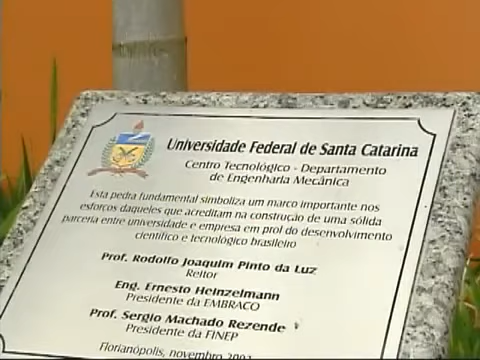 Universidade Federal de Santa Catarina
Centro Tecnológico - Departamento
de Engenharia Mecânica
Esta pedra fundamental simboliza um marco importante nos
esforços daqueles que acreditam na construção de uma sólida
parceria entre universidade e empresa em prol do desenvolvimento
científico e tecnológico brasileiro
Prof. Rodolfo Joaquim Pinto da Luz
Reitor
Eng. Ernesto Heinzelmann
Presidente da EMBRACO
Prof. Sergio Machado Rezende
Presidente da FINEP
Florianópolis, novembro